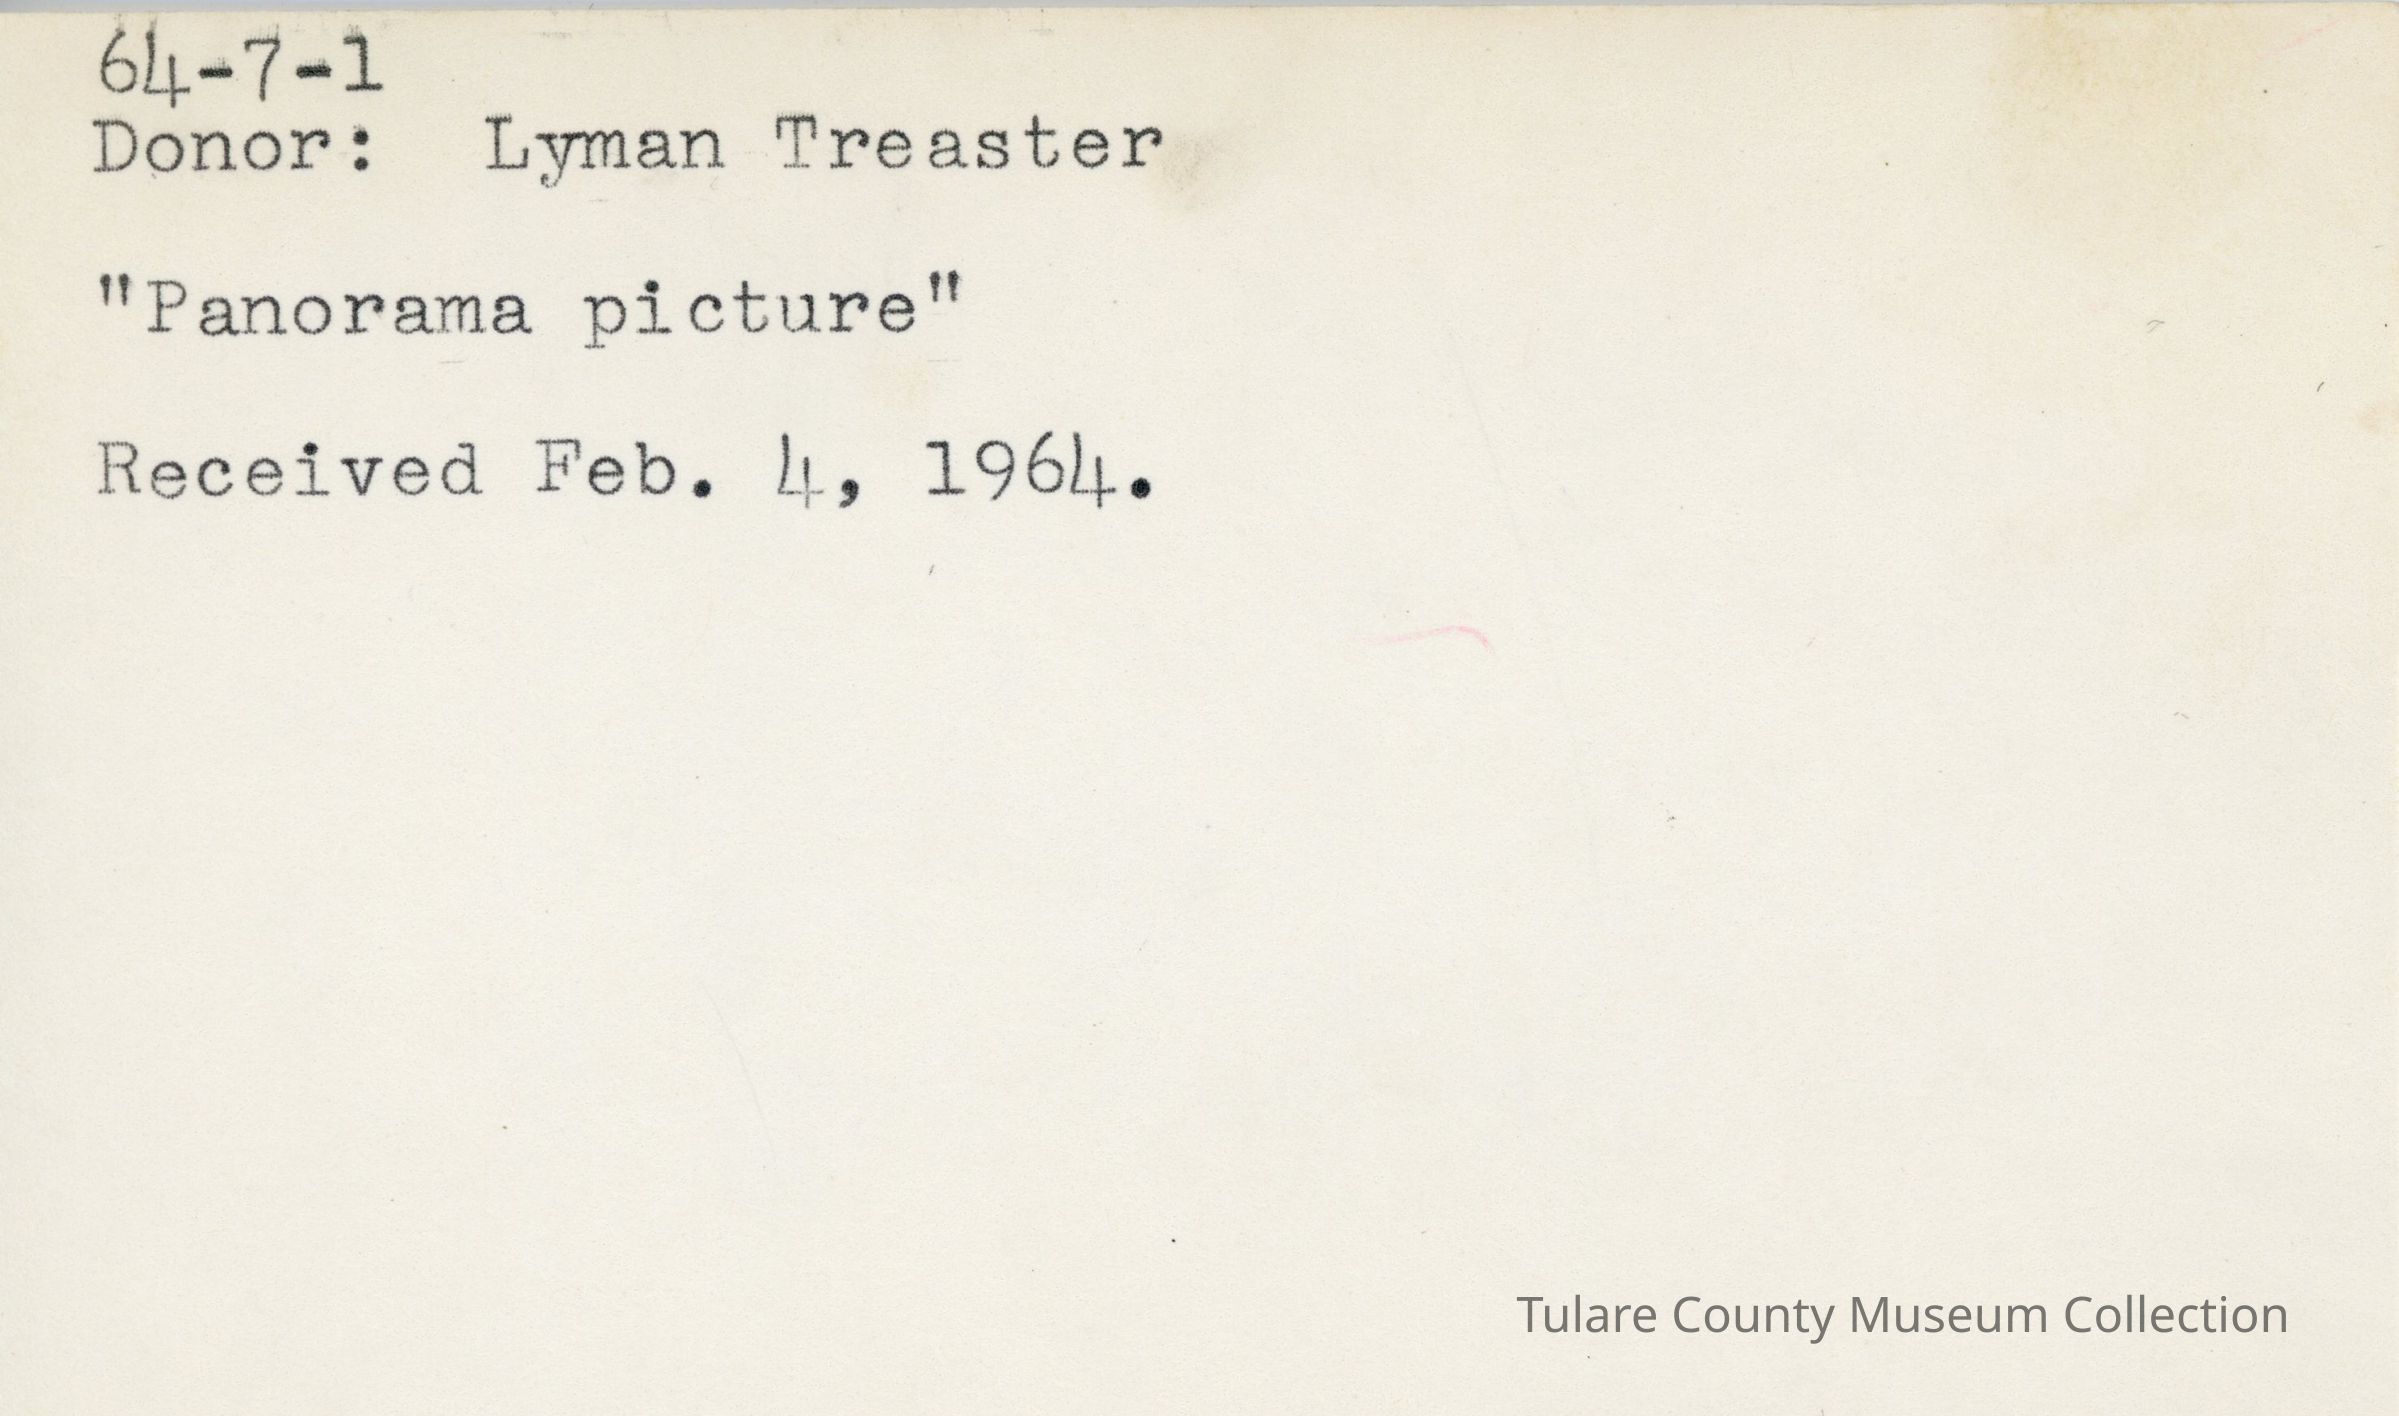 64-7-1
Donor:  Lyman Treaster
"Panorama picture"
Received Feb. 4, 1964.
Tulare County Museum Collection